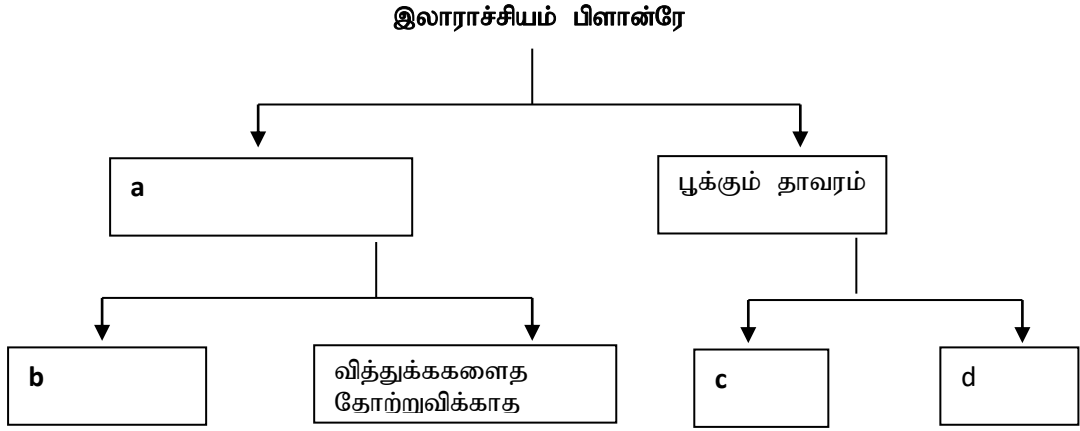 இலாராச்சியம் பிளான்ரே
a
பூக்கும் தாவரம்
b
வித்துக்ககளைத
தோற்றுவிக்காத
c
d